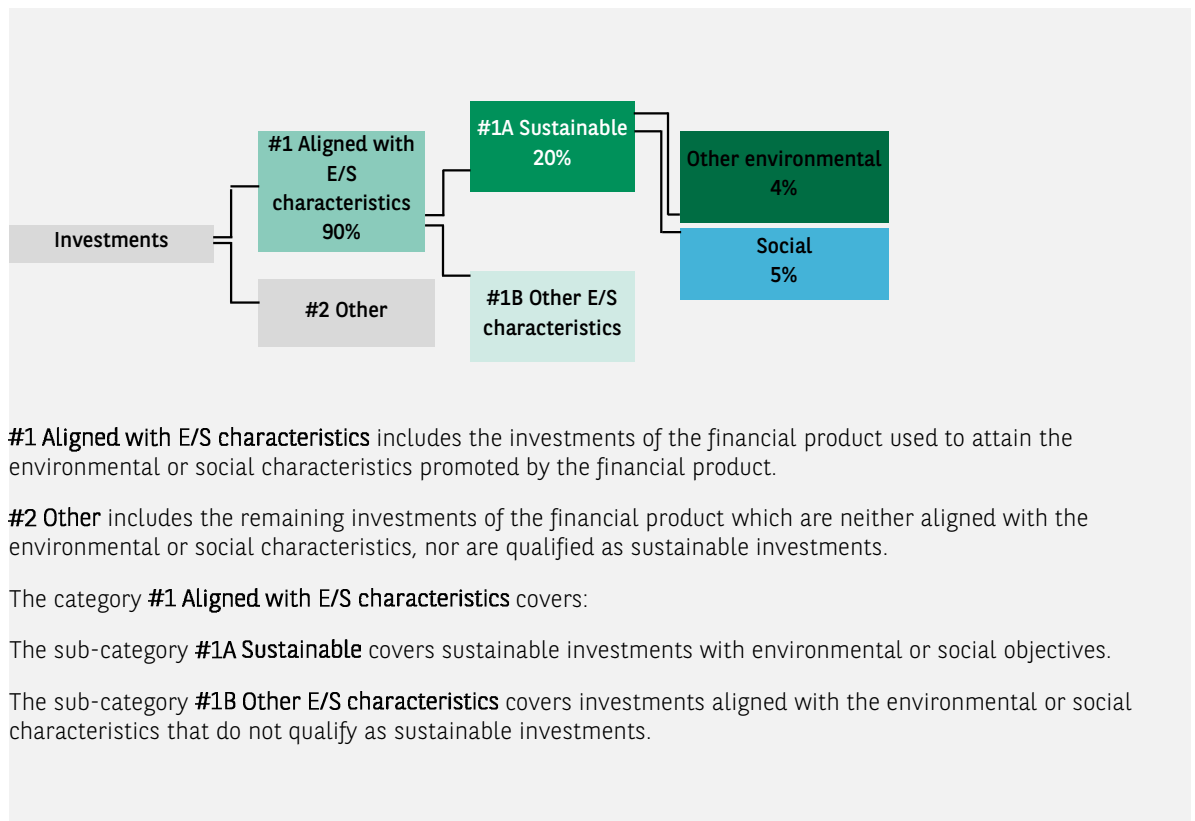 #1A Sustainable
20%
#1 Aligned with
E/S
characteristics
90%
Other environmental
4%
Investments
Social
5%
#2 Other
#1B Other E/S
characteristics
#1 Aligned with E/S characteristics includes the investments of the financial product used to attain the
environmental or social characteristics promoted by the financial product.
#2 Other includes the remaining investments of the financial product which are neither aligned with the
environmental or social characteristics, nor are qualified as sustainable investments.
The category #1 Aligned with E/S characteristics covers:
The sub-category #1A Sustainable covers sustainable investments with environmental or social objectives.
The sub-category #1B Other E/S characteristics covers investments aligned with the environmental or social
characteristics that do not qualify as sustainable investments.